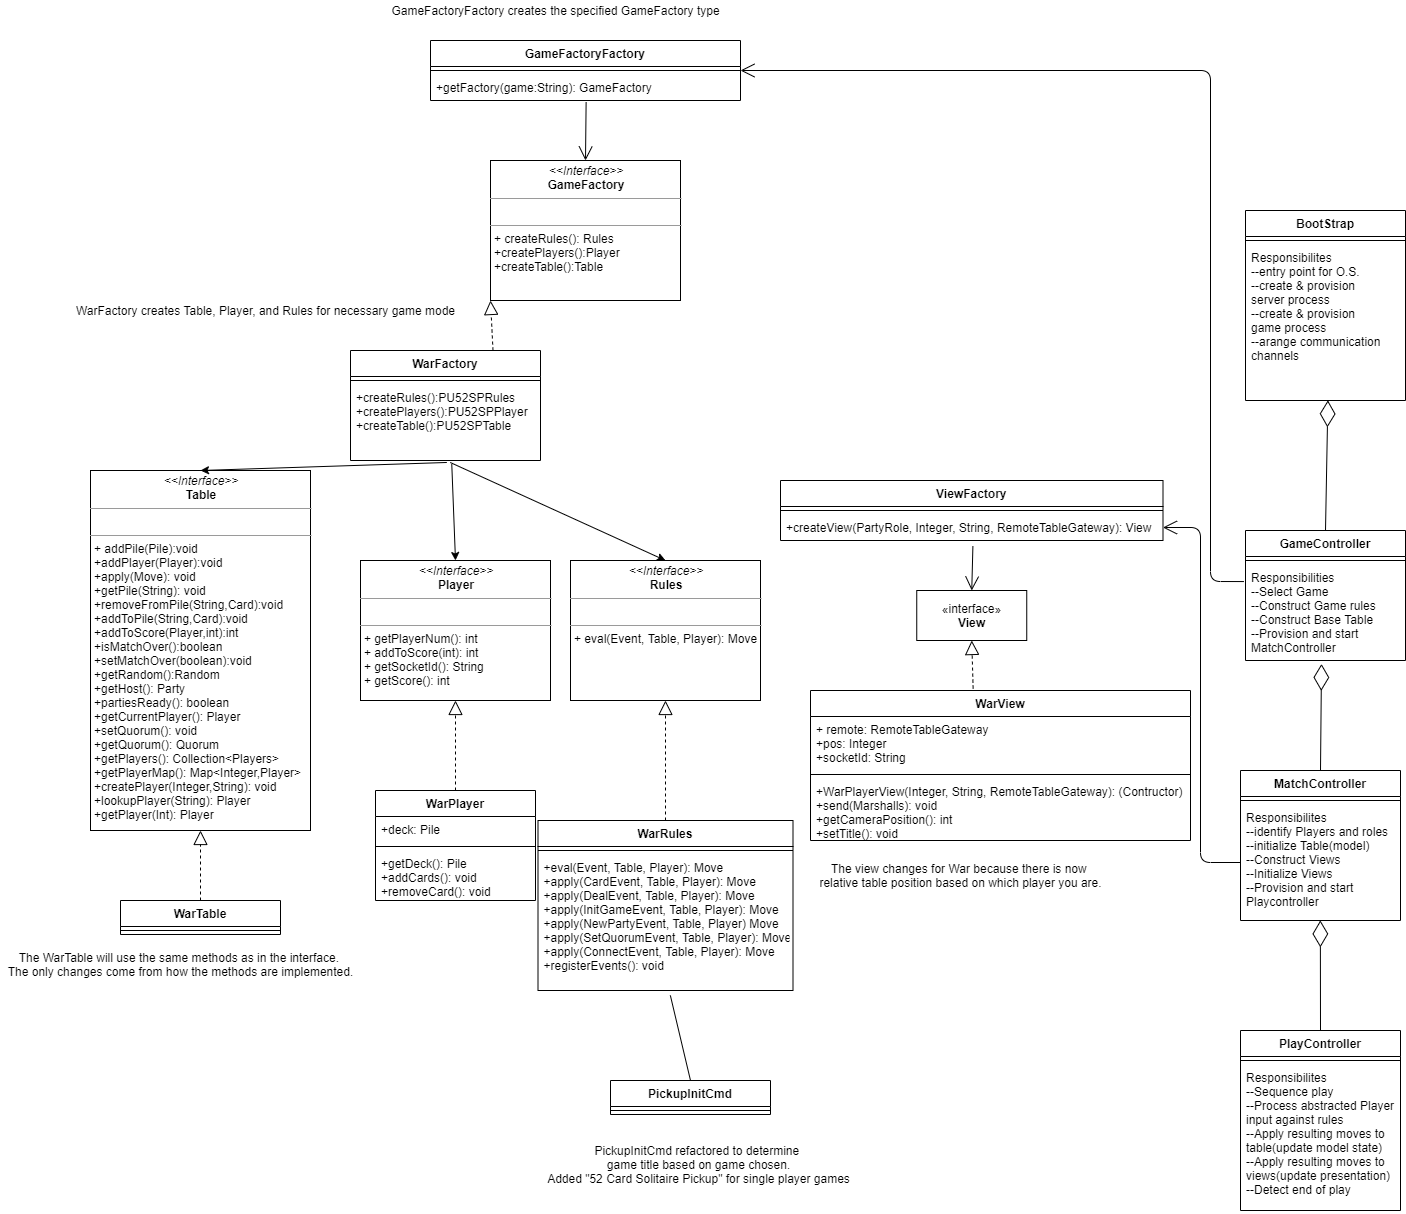 GameFactoryFactory creates the specified GameFactory type
GameFactoryFactory
+getFactory(game:String): GameFactory
<<Interface>>
GameFactory
+ createRules(): Rules
+createPlayers():Player
+createTable():Table
WarFactory creates Table, Player, and Rules for necessary game mode
WarFactory
+createRules():PU52SPRules
+createPlayers():PU52SPPlayer
+createTable():PU52SPTable
<<Interface>>
Table
+ addPile(Pile):void
+addPlayer(Player):void
+apply(Move): void
+getPile(String): void
+removeFromPile(String,Card):void
+addToPile(String,Card):void
+addToScore(Player,int):int
+isMatchOver():boolean
+setMatchOver(boolean):void
+getRandom():Random
+getHost(): Party
+partiesReady(): boolean
+getCurrentPlayer(): Player
+setQuorum(): void
+getQuorum(): Quorum
+getPlayers(): Collection<Players>
+getPlayerMap(): Map<Integer,Player>
+createPlayer(Integer,String): void
+lookupPlayer(String): Player
+getPlayer(Int): Player
WarTable
The WarTable will use the same methods as in the interface.
The only changes come from how the methods are implemented.
<<Interface>>
Player
+ getPlayerNum(): int
+ addToScore(int): int
+ getSocketId(): String
+ getScore(): int
WarPlayer
+deck: Pile
+getDeck(): Pile
+addCards(): void
+removeCard(): void
<<Interface>>
Rules
+ eval(Event, Table, Player): Move
WarRules
+eval(Event, Table, Player): Move
+apply(CardEvent, Table, Player): Move
+apply(DealEvent, Table, Player): Move
+apply(InitGameEvent, Table, Player): Move
+apply(NewPartyEvent, Table, Player) Move
+apply(SetQuorumEvent, Table, Player): Move
+apply(ConnectEvent, Table, Player): Move
+registerEvents(): void
PickupInitCmd
PickupInitCmd refactored to determine
game title based on game chosen.
Added "52 Card Solitaire Pickup" for single player games
ViewFactory
+createView(PartyRole, Integer, String, RemoteTableGateway): View
«interface»
View
WarView
+ remote: RemoteTableGateway
+pos: Integer
+socketId: String
+WarPlayerView(Integer, String, RemoteTableGateway): (Contructor)
+send(Marshalls): void
+getCameraPosition(): int
+setTitle(): void
The view changes for War because there is now
relative table position based on which player you are.
BootStrap
Responsibilites
--entry point for O.S.
--create & provision
server process
--create & provision
game process
--arange communication
channels
GameController
Responsibilities
--Select Game
--Construct Game rules
--Construct Base Table
--Provision and start
MatchController
MatchController
Responsibilites
--identify Players and roles
--initialize Table(model)
--Construct Views
--Initialize Views
--Provision and start
Playcontroller
PlayController
Responsibilites
--Sequence play
--Process abstracted Player
input against rules
--Apply resulting moves to
table(update model state)
--Apply resulting moves to
views(update presentation)
--Detect end of play